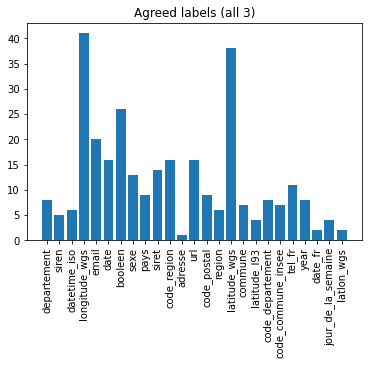 Agreed labels (all 3)
40
35
30
25
20
15
10
5
0
departement
siren
datetime_iso
longitude_wgs
email
date
booleen
sexe
pays
siret
code_region
adresse
url
code_postal
region
latitude_wgs
commune
latitude_l93
code_departement
code_commune_insee
tel_fr
year
date_fr
jour_de_la_semaine
latlon_wgs